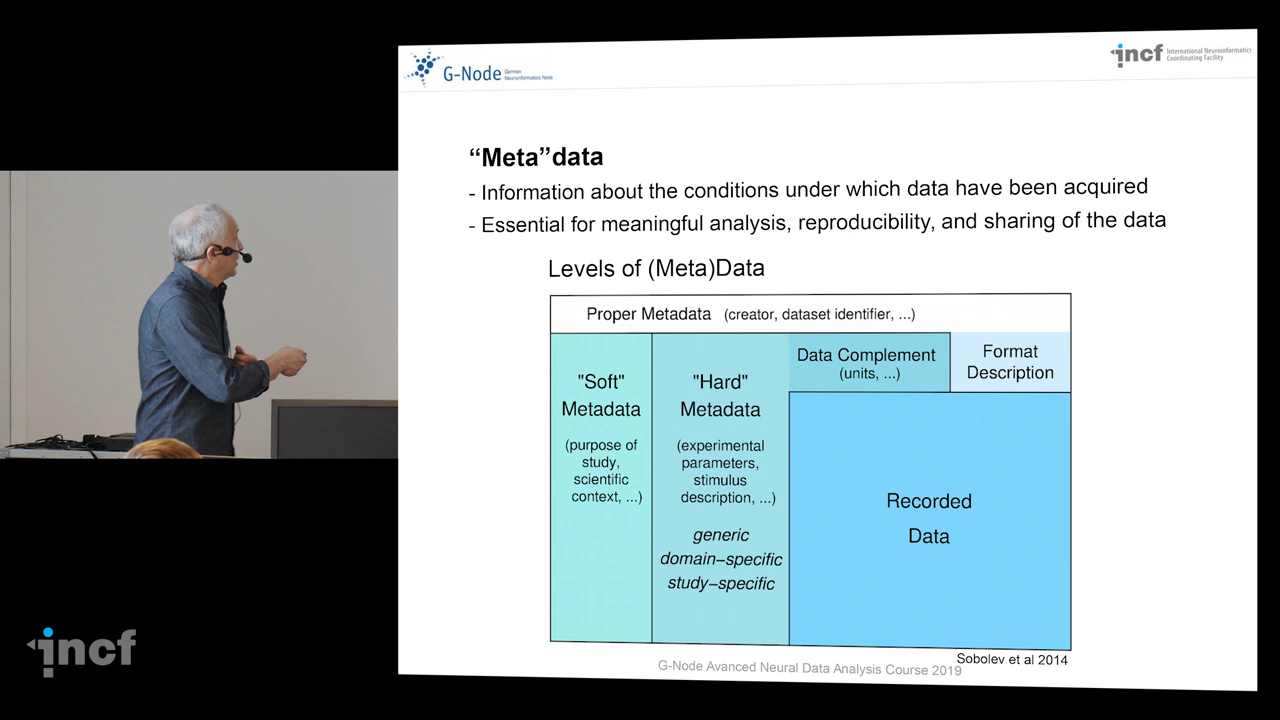 G-Node German
Neuroinformatics Node
incf International Neuroinformatics
Coordinating Facility
“Meta”data
- Information about the conditions under which data have been acquired
- Essential for meaningful analysis, reproducibility, and sharing of the data
Levels of (Meta)Data
Proper Metadata (creator, dataset identifier, ...)
"Soft"
Metadata
(purpose of
study,
scientific
context, ...)
"Hard"
Metadata
(experimental
parameters,
stimulus
description, ...)
generic
domain–specific
study–specific
Data Complement
(units, ...)
Format
Description
Recorded
Data
Sobolev et al 2014
G-Node Avanced Neural Data Analysis Course 2019
incf